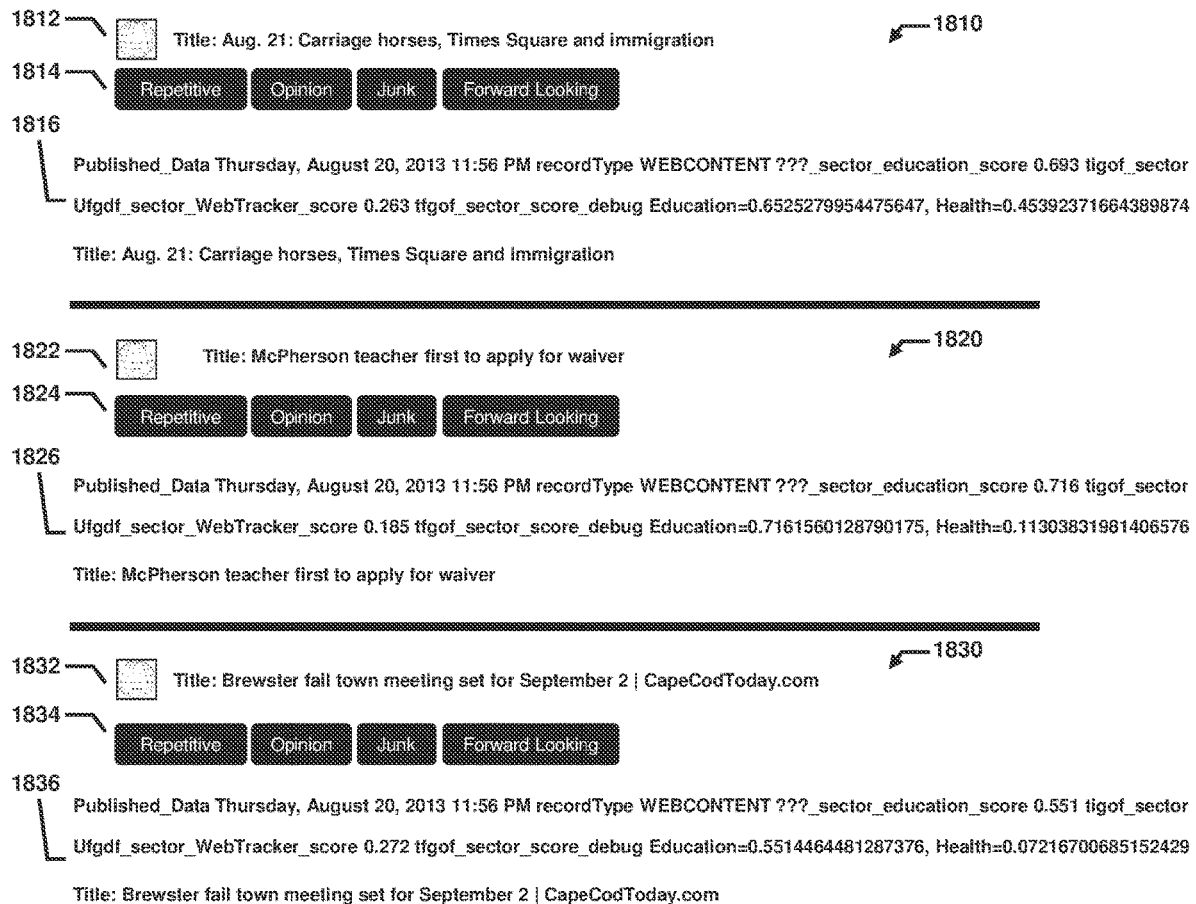 1812
Title: Aug. 21: Carriage horses, Times Square and immigration
1810
1814
Repetitive Opinion Junk Forward Looking
1816
Published_Data Thursday, August 20, 2013 11:56 PM recordType WEBCONTENT ???_sector_education_score 0.693 tigof_sector
Ufgdf_sector_WebTracker_score 0.263 tfgof_sector_score_debug Education=0.6525279954475647, Health=0.45392371664389874
Title: Aug. 21: Carriage horses, Times Square and immigration
1822
Title: McPherson teacher first to apply for waiver
1820
1824
Repetitive Opinion Junk Forward Looking
1826
Published_Data Thursday, August 20, 2013 11:56 PM recordType WEBCONTENT ???_sector_education_score 0.716 tigof_sector
Ufgdf_sector_WebTracker_score 0.185 tfgof_sector_score_debug Education=0.7161560128790175, Health=0.11303831981406576
Title: McPherson teacher first to apply for waiver
1832
Title: Brewster fall town meeting set for September 2 | CapeCodToday.com
1830
1834
Repetitive Opinion Junk Forward Looking
1836
Published_Data Thursday, August 20, 2013 11:56 PM recordType WEBCONTENT ???_sector_education_score 0.551 tigof_sector
Ufgdf_sector_WebTracker_score 0.272 tfgof_sector_score_debug Education=0.5514464481287376, Health=0.07216700685152429
Title: Brewster fall town meeting set for September 2 | CapeCodToday.com